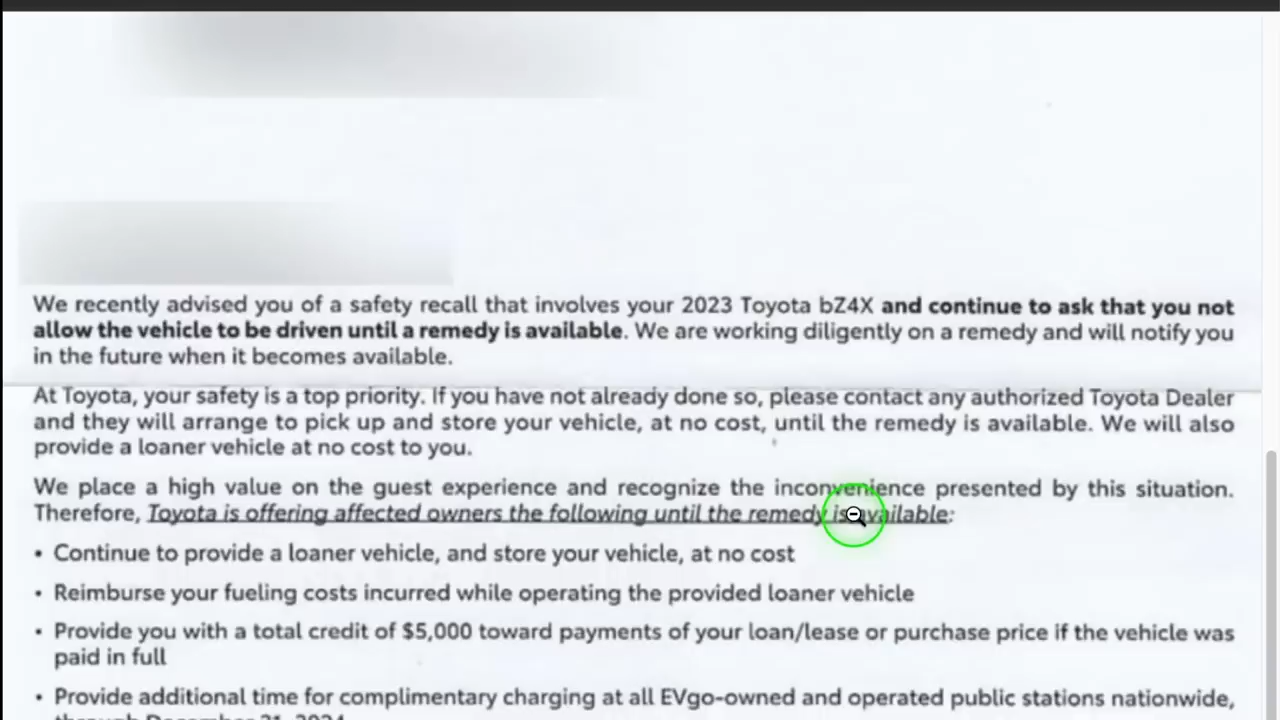 We recently advised you of a safety recall that involves your 2023 Toyota bZ4X and continue to ask that you not
allow the vehicle to be driven until a remedy is available. We are working diligently on a remedy and will notify you
in the future when it becomes available.
At Toyota, your safety is a top priority. If you have not already done so, please contact any authorized Toyota Dealer
and they will arrange to pick up and store your vehicle, at no cost, until the remedy is available. We will also
provide a loaner vehicle at no cost to you.
We place a high value on the guest experience and recognize the inconvenience presented by this situation.
Therefore, Toyota is offering affected owners the following until the remedy is available:
• Continue to provide a loaner vehicle, and store your vehicle, at no cost
• Reimburse your fueling costs incurred while operating the provided loaner vehicle
• Provide you with a total credit of $5,000 toward payments of your loan/lease or purchase price if the vehicle was
paid in full
• Provide additional time for complimentary charging at all EVgo-owned and operated public stations nationwide,
through December 31, 2024